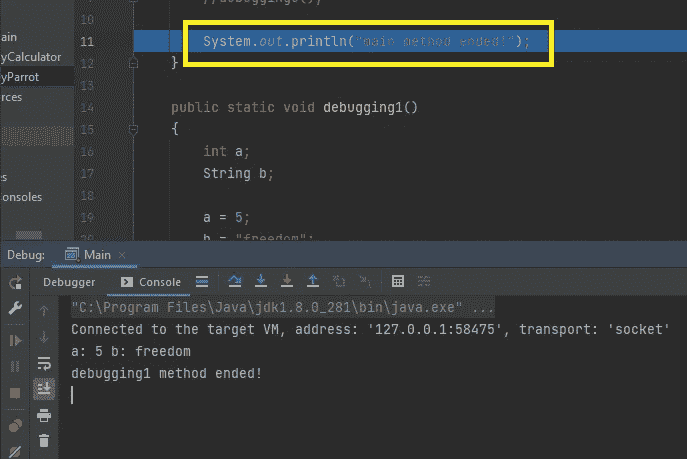 10
ain
yCalculator
11 System.out.println("main method ended!");
yParrot
12 }
rces
13
14 public static void debugging1()
15 {
16 int a;
es
17 String b;
onsoles
18
19 a = 5;
b = "freedom";
Debug: Main
Debugger Console
"C:\Program Files\Java\jdk1.8.0_281\bin\java.exe" ...
Connected to the target VM, address: '127.0.0.1:58475', transport: 'socket'
a: 5 b: freedom
debugging1 method ended!